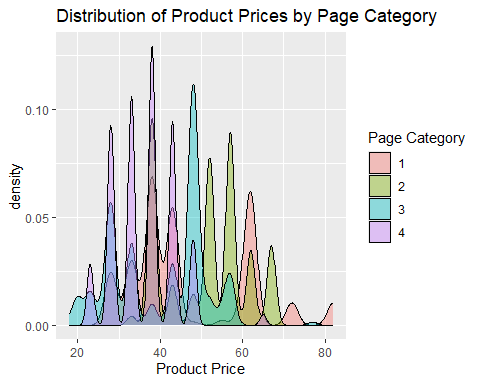 Distribution of Product Prices by Page Category
density
0.10
0.05
0.00
20 40 60 80
Product Price
Page Category
1
2
3
4